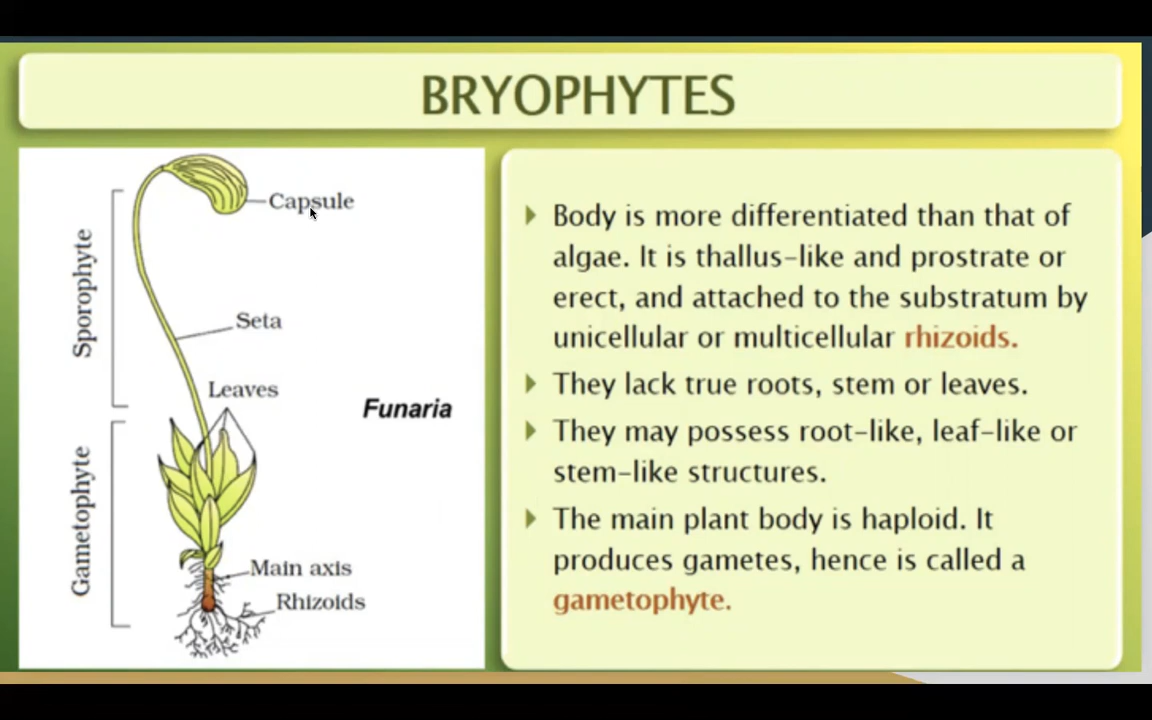 BRYOPHYTES
Capsule
Sporophyte
Seta
Leaves
Funaria
Gametophyte
Main axis
Rhizoids
Body is more differentiated than that of
algae. It is thallus-like and prostrate or
erect, and attached to the substratum by
unicellular or multicellular rhizoids.
They lack true roots, stem or leaves.
They may possess root-like, leaf-like or
stem-like structures.
The main plant body is haploid. It
produces gametes, hence is called a
gametophyte.